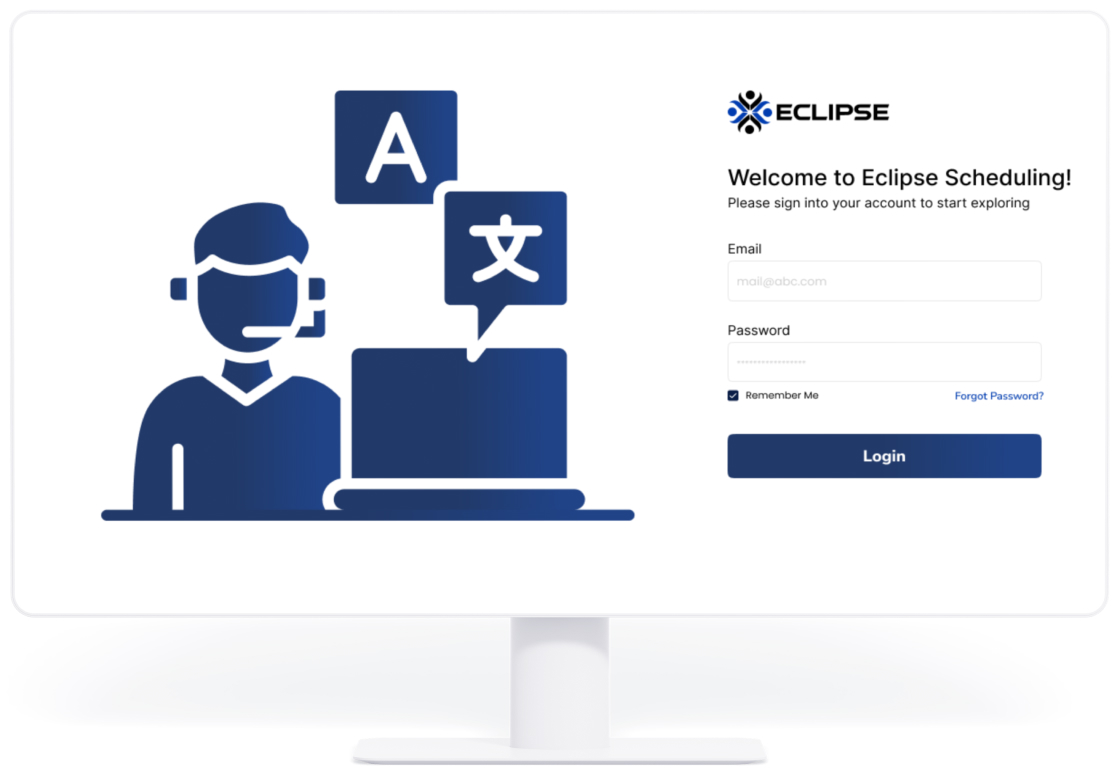 A
文
ECLIPSE
Welcome to Eclipse Scheduling!
Please sign into your account to start exploring
Email
mail@abc.com
Password
Remember Me
Forgot Password?
Login